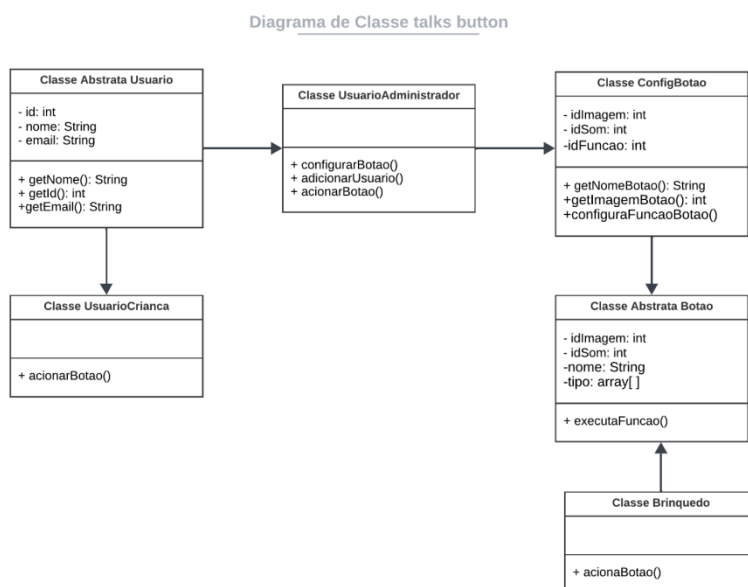 Diagrama de Classe talks button
Classe Abstrata Usuario
- id: int
- nome: String
- email: String
+ getNome(): String
+ getId(): int
+getEmail(): String
Classe UsuarioAdministrador
+ configurarBotao()
+ adicionarUsuario()
+ acionarBotao()
Classe ConfigBotao
- idImagem: int
- idSom: int
-idFuncao: int
+ getNomeBotao(): String
+getImagemBotao(): int
+configuraFuncaoBotao()
Classe UsuarioCrianca
+ acionarBotao()
Classe Abstrata Botao
- idImagem: int
- idSom: int
-nome: String
-tipo: array[ ]
+ executaFuncao()
Classe Brinquedo
+ acionaBotao()